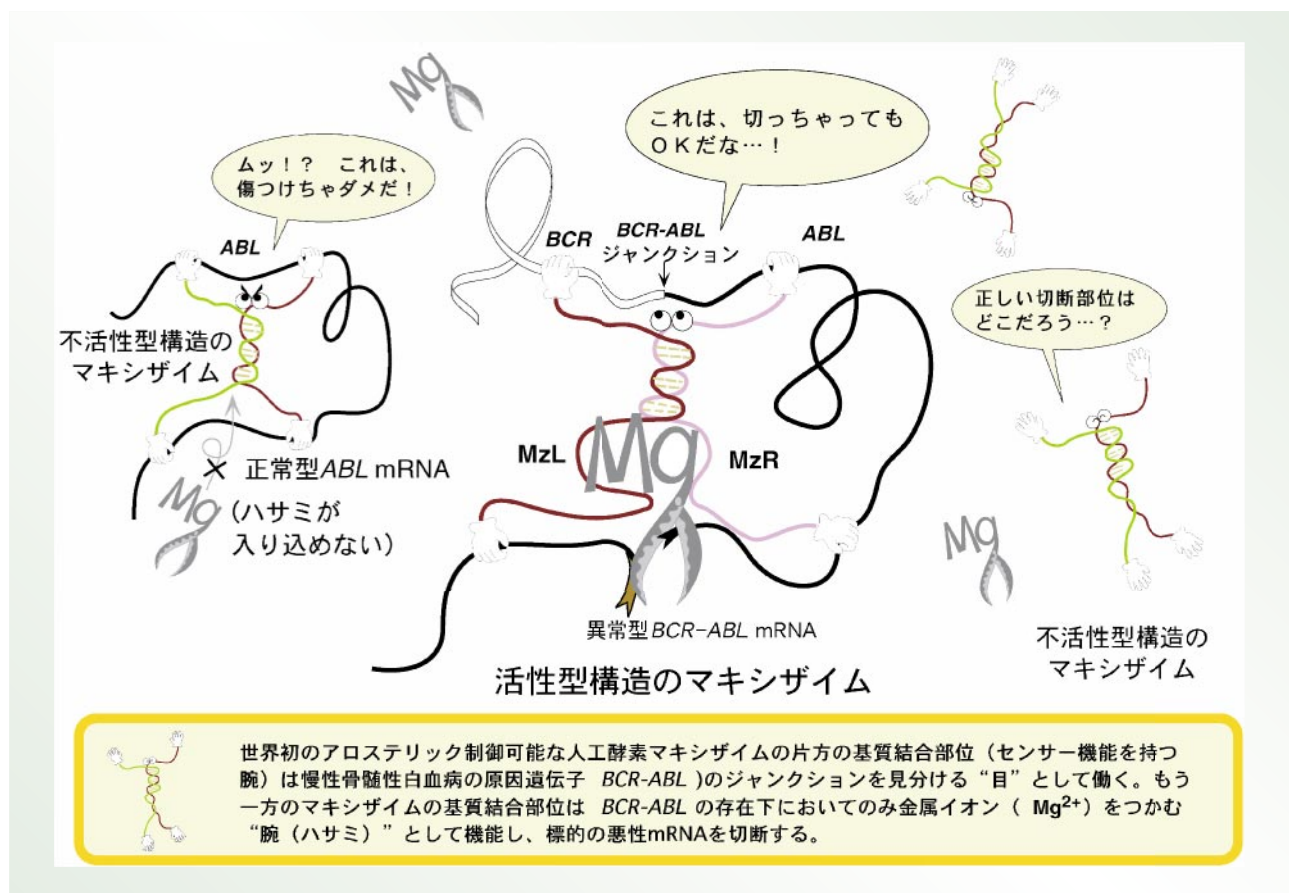 Mg
ムッ！？　これは、
傷つけちゃダメだ！
ABL
不活性型構造の
マキシザイム
正常型ABL mRNA
Mg
(ハサミが
入り込めない)
これは、切っちゃっても
ＯＫだな…！
BCR
BCR-ABL
ジャンクション
ABL
MzL
Mg
MzR
異常型BCR-ABL mRNA
活性型構造のマキシザイム
正しい切断部位は
どこだろう…？
Mg
不活性型構造の
マキシザイム
世界初のアロステリック制御可能な人工酵素マキシザイムの片方の基質結合部位（センサー機能を持つ
腕）は慢性骨髄性白血病の原因遺伝子 BCR-ABL )のジャンクションを見分ける“目”として働く。もう
一方のマキシザイムの基質結合部位は BCR-ABL の存在下においてのみ金属イオン（ Mg²⁺）をつかむ
“腕（ハサミ）”として機能し、標的の悪性mRNAを切断する。